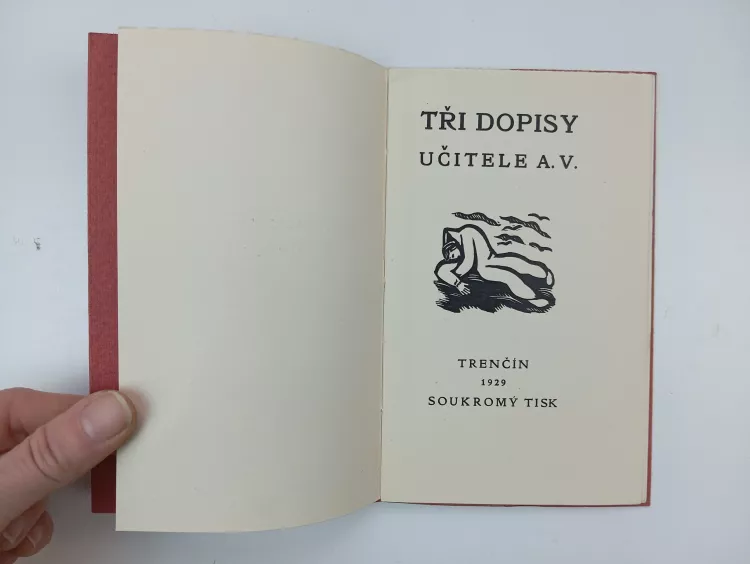 TŘI DOPISY
UČITELE A. V.
TRENČÍN
1929
SOUKROMÝ TISK